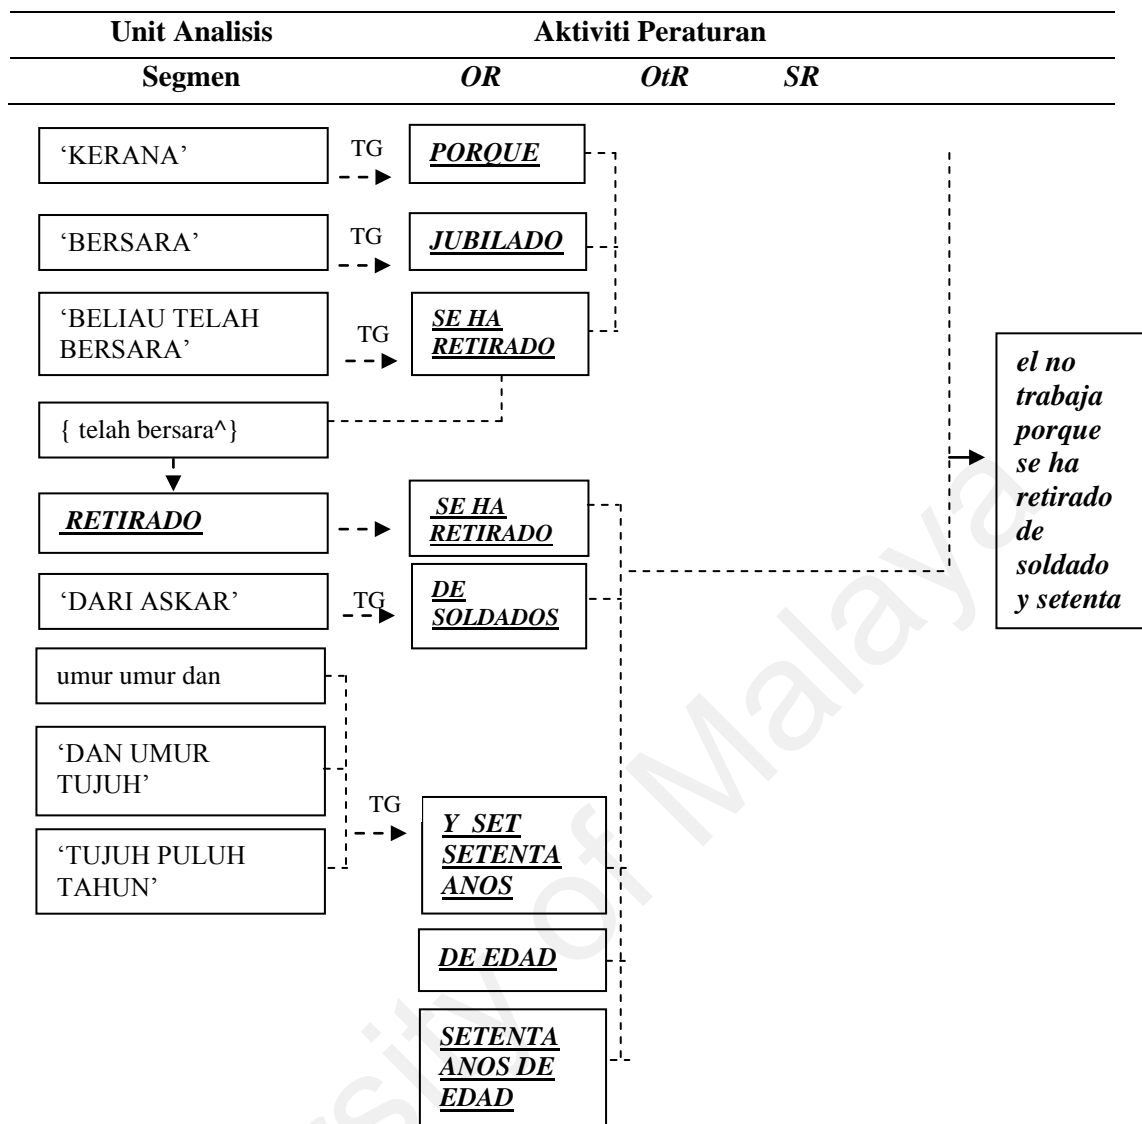 Unit Analisis Aktiviti Peraturan
Segmen OR OtR SR
‘KERANA’ TG PORQUE
‘BERSARA’ TG JUBILADO
‘BELIAU TELAH
BERSARA’
TG
SE HA
RETIRADO
{ telah bersara^}
RETIRADO
SE HA
RETIRADO
‘DARI ASKAR’ TG
DE
SOLDADOS
umur umur dan
‘DAN UMUR
TUJUH’
‘TUJUH PULUH
TAHUN’
TG
Y SET
SETENTA
ANOS
DE EDAD
SETENTA
ANOS DE
EDAD
el no
trabaja
porque
se ha
retirado
de
soldado
y setenta
rsity of Malaya